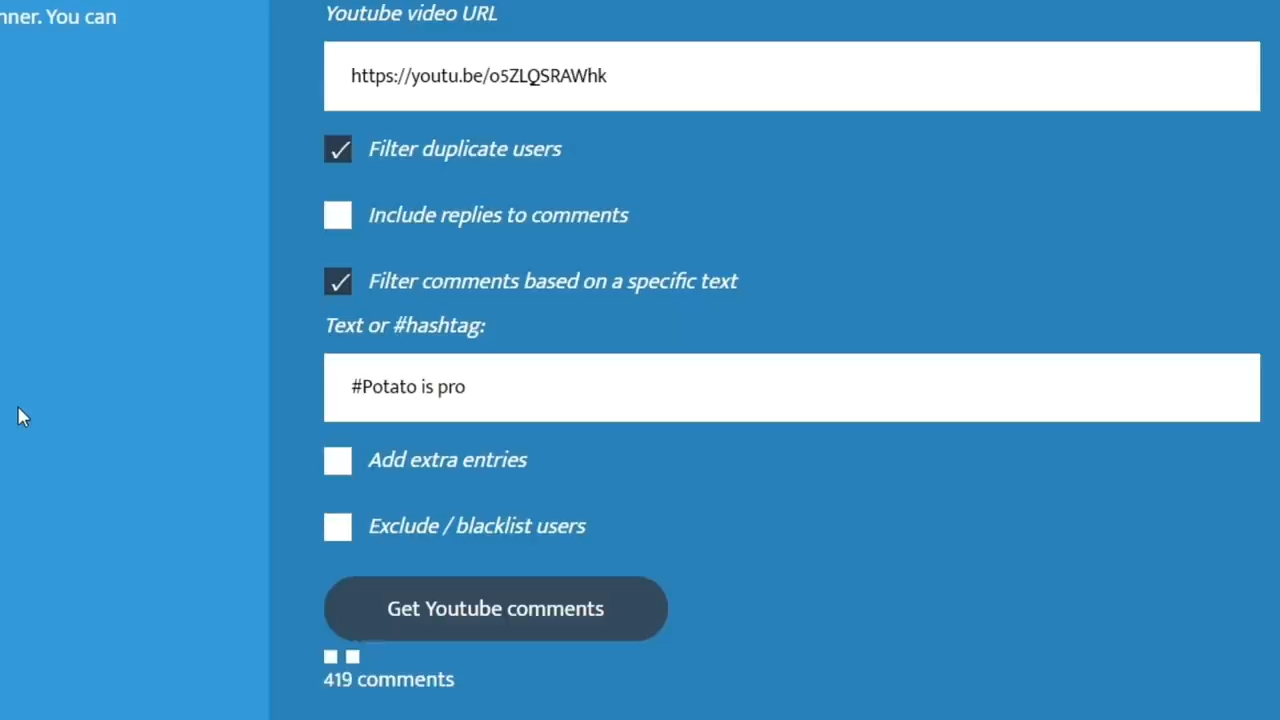 Youtube video URL
nner. You can
https://youtu.be/o5ZLQSRAWhk
Filter duplicate users
Include replies to comments
Filter comments based on a specific text
Text or #hashtag:
#Potato is pro
Add extra entries
Exclude / blacklist users
Get Youtube comments
419 comments